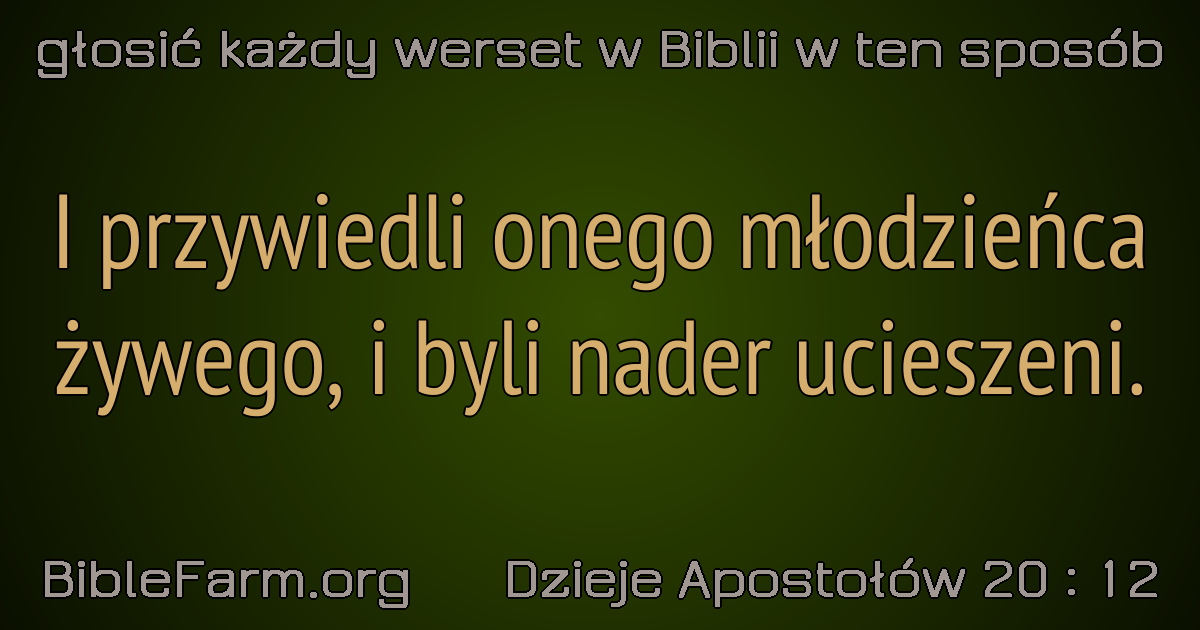 głosić każdy werset w Biblii w ten sposób
I przywiedli onego młodzieńca
żywego, i byli nader ucieszeni.
BibleFarm.org Dzieje Apostołów 20 : 12